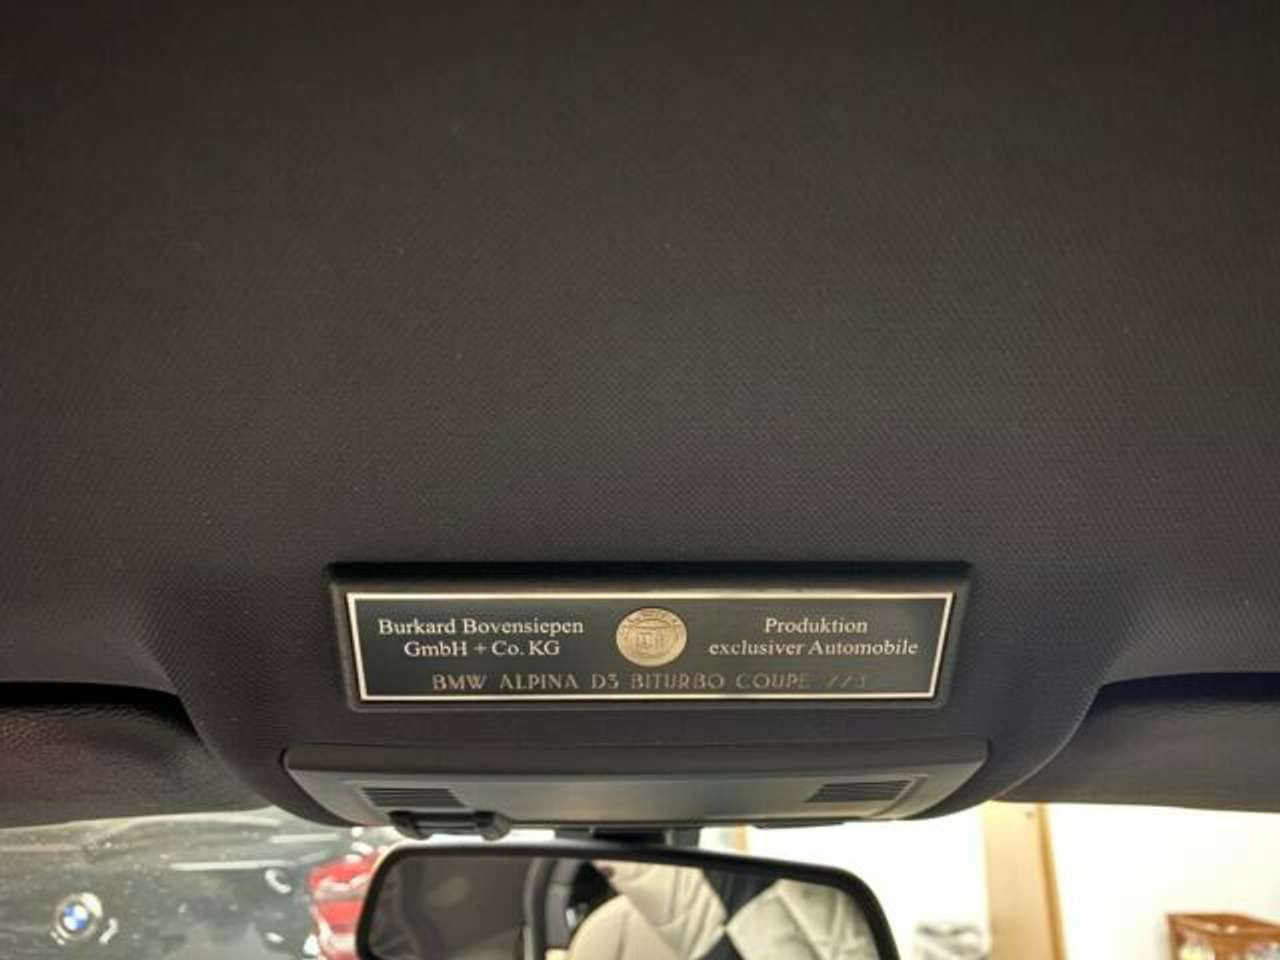 Burkard Bovensiepen
GmbH + Co. KG
Produktion
exclusiver Automobile
BMW ALPINA D3 BITURBO COUPE